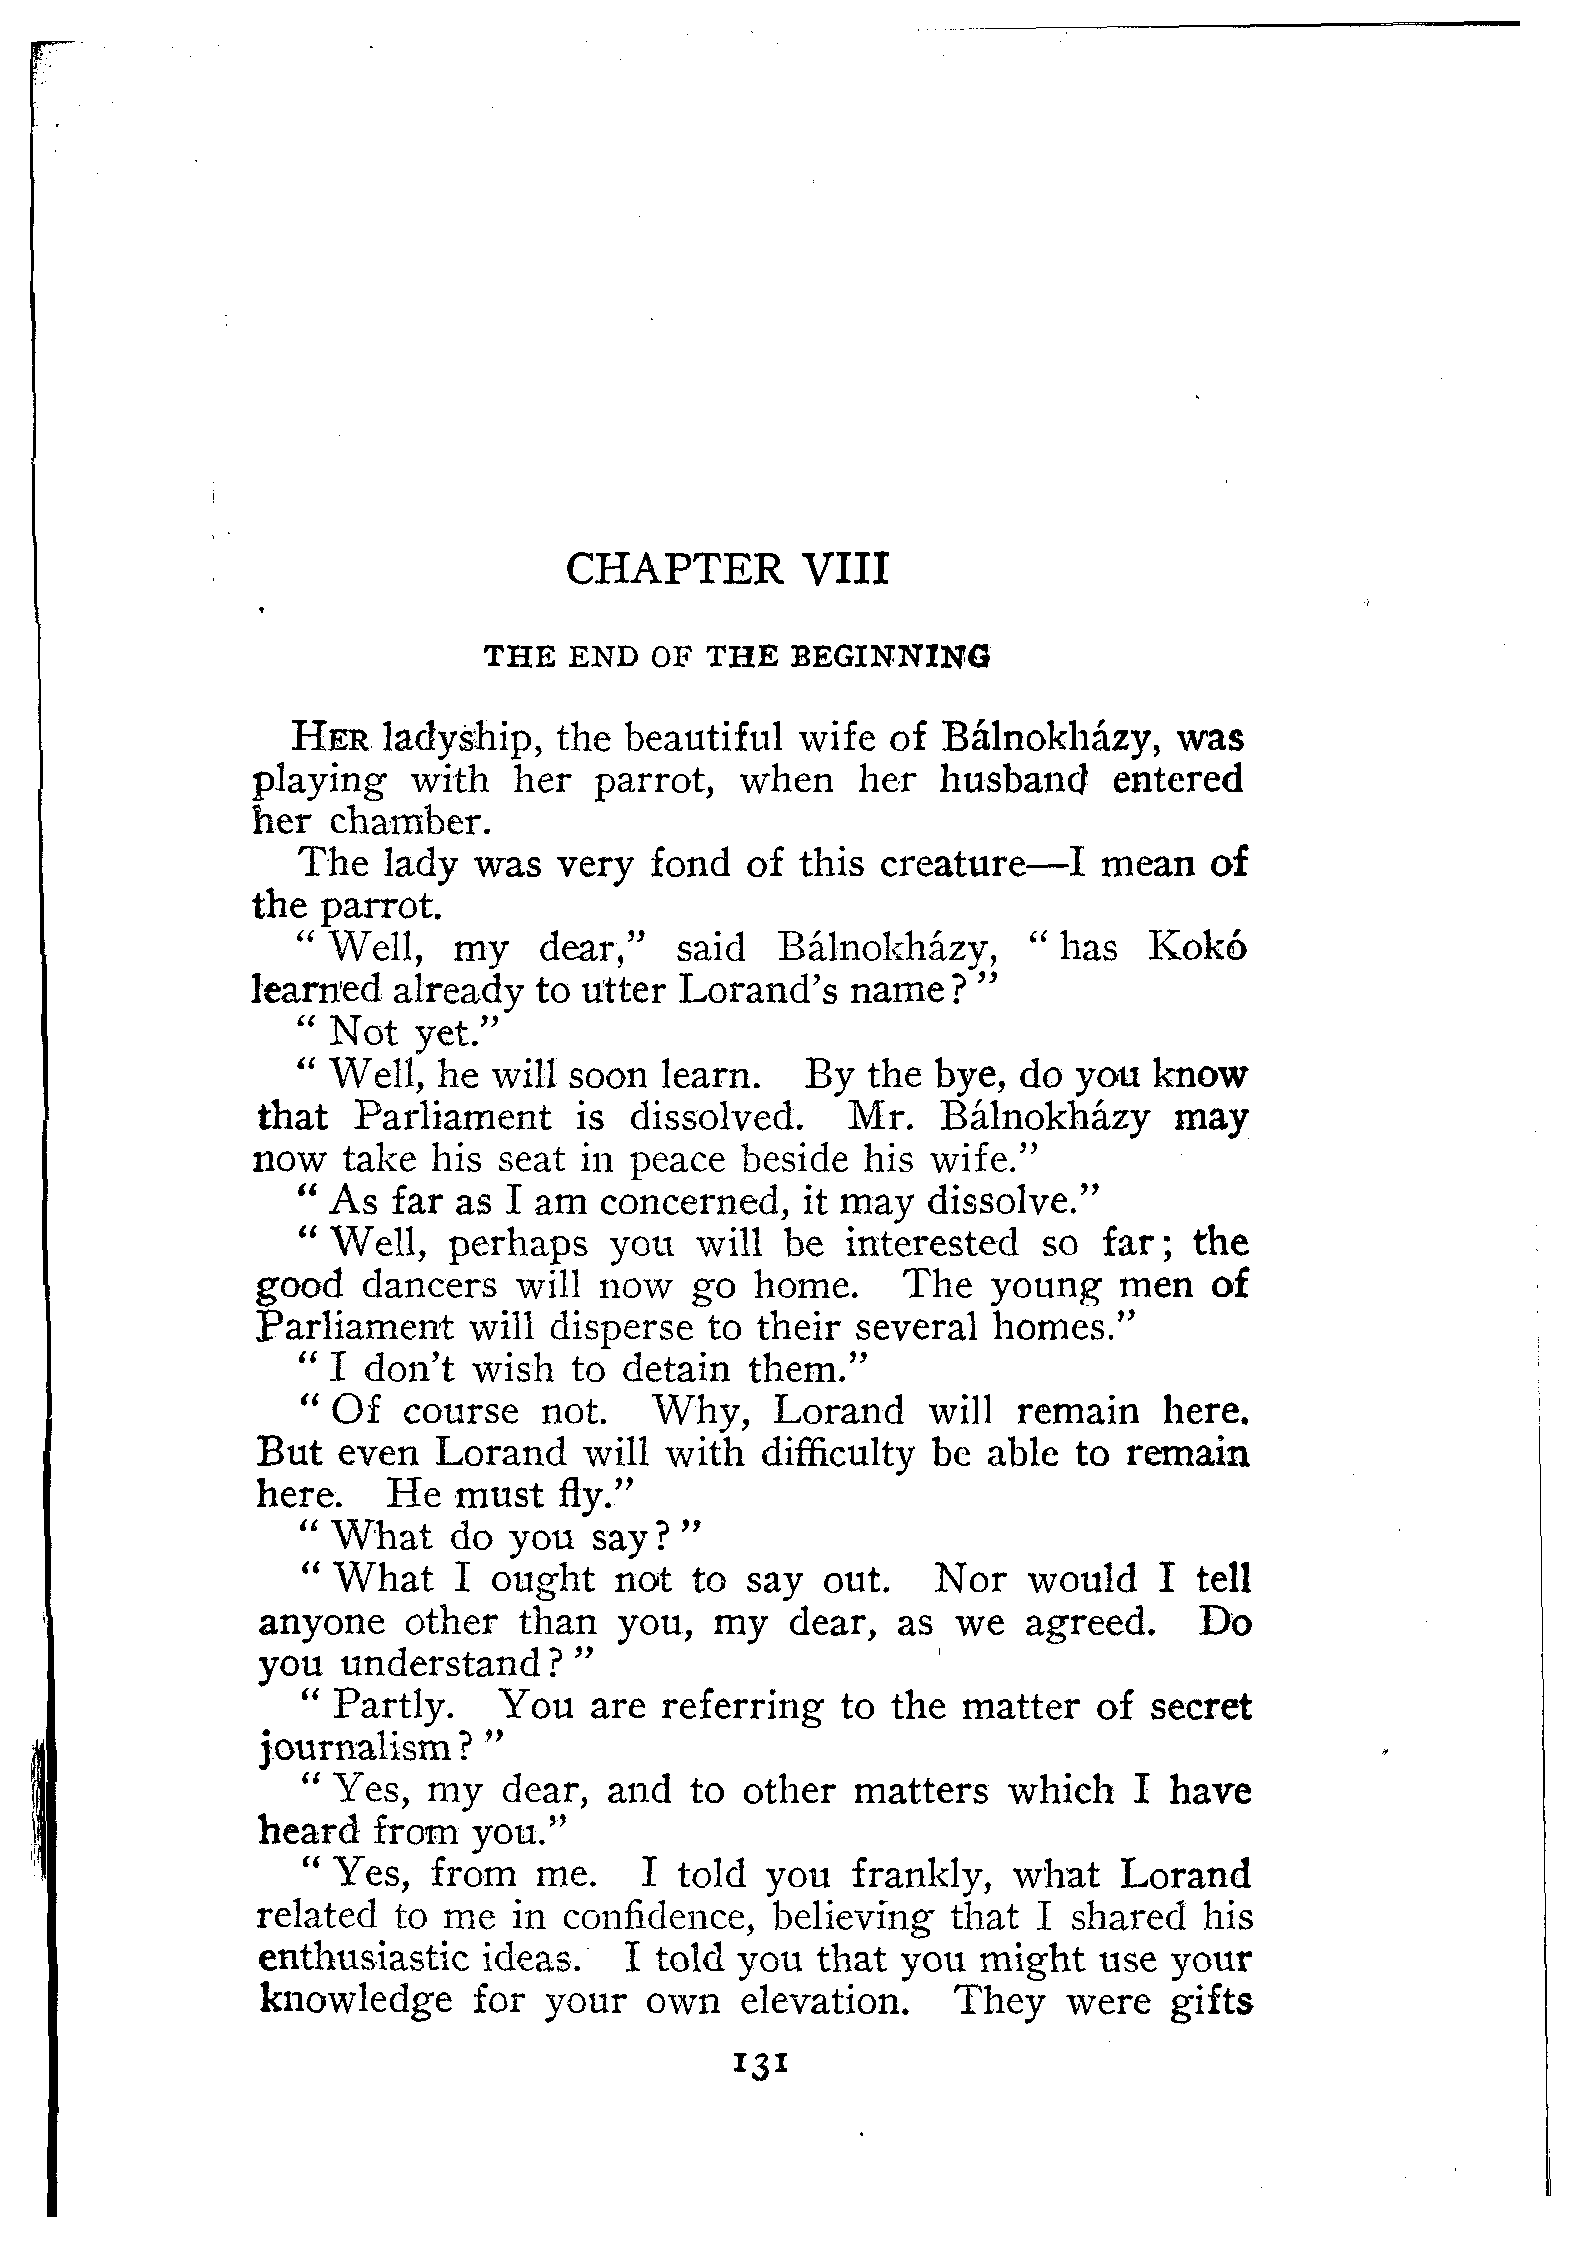 CHAPTER VIII
THE END OF THE BEGINNING
HER ladyship, the beautiful wife of Bálnokházy, was
playing with her parrot, when her husband entered
her chamber.
The lady was very fond of this creature—I mean of
the parrot.
“ Well, my dear,” said Bálnokházy, “ has Kokó
learned already to utter Lorand’s name? ”
“ Not yet.”
“ Well, he will soon learn. By the bye, do you know
that Parliament is dissolved. Mr. Bálnokházy may
now take his seat in peace beside his wife.”
“ As far as I am concerned, it may dissolve.”
“ Well, perhaps you will be interested so far; the
good dancers will now go home. The young men of
Parliament will disperse to their several homes.”
“ I don’t wish to detain them.”
“ Of course not. Why, Lorand will remain here.
But even Lorand will with difficulty be able to remain
here. He must fly.”
“ What do you say? ”
“ What I ought not to say out. Nor would I tell
anyone other than you, my dear, as we agreed. Do
you understand? ”
“ Partly. You are referring to the matter of secret
journalism? ”
“ Yes, my dear, and to other matters which I have
heard from you.”
“ Yes, from me. I told you frankly, what Lorand
related to me in confidence, believing that I shared his
enthusiastic ideas. I told you that you might use your
knowledge for your own elevation. They were gifts
131